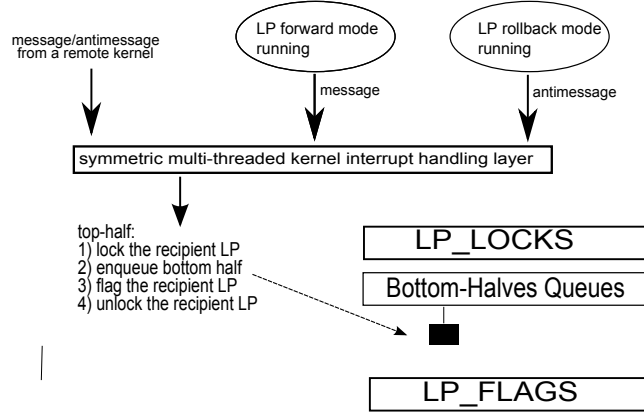 message/antimessage
from a remote kernel
LP forward mode
running
LP rollback mode
running
message
antimessage
symmetric multi-threaded kernel interrupt handling layer
top-half:
1) lock the recipient LP
2) enqueue bottom half
3) flag the recipient LP
4) unlock the recipient LP
LP_LOCKS
Bottom-Halves Queues
LP_FLAGS